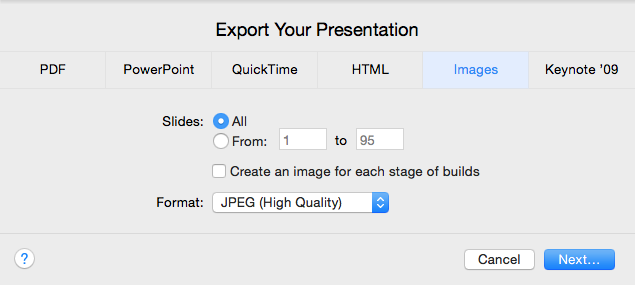 Export Your Presentation
PDF PowerPoint QuickTime HTML Images Keynote ’09
Slides: All
From: 1 to 95
Create an image for each stage of builds
Format: JPEG (High Quality)
? Cancel Next...